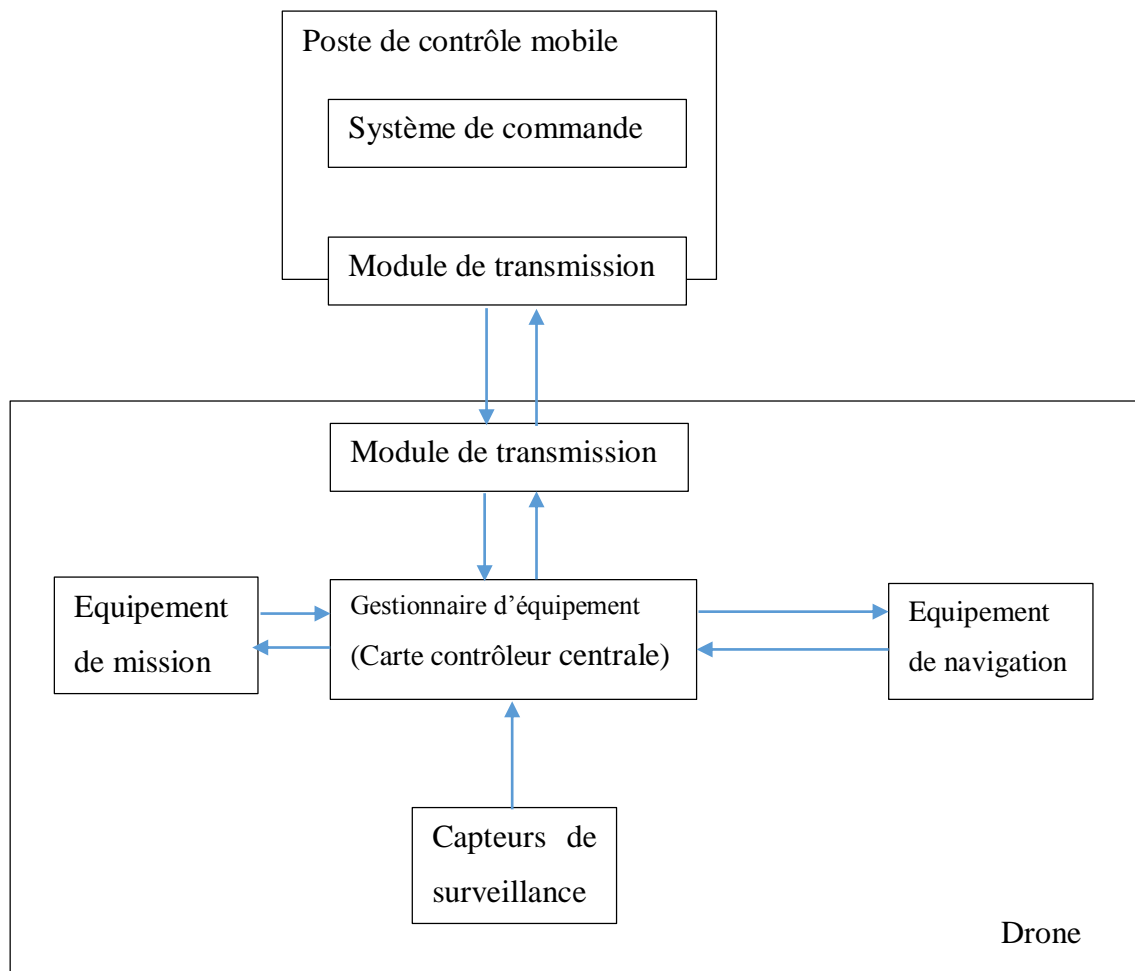 Poste de contrôle mobile
Système de commande
Module de transmission
Module de transmission
Equipement
de mission
Gestionnaire d’équipement
(Carte contrôleur centrale)
Equipement
de navigation
Capteurs de
surveillance
Drone